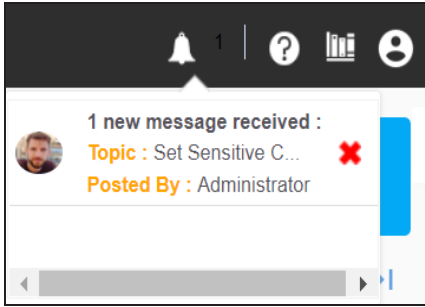 1
1 new message received :
Topic : Set Sensitive C...
Posted By : Administrator